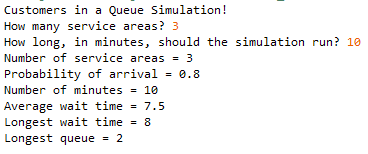 Customers in a Queue Simulation!
How many service areas? 3
How long, in minutes, should the simulation run? 10
Number of service areas = 3
Probability of arrival = 0.8
Number of minutes = 10
Average wait time = 7.5
Longest wait time = 8
Longest queue = 2